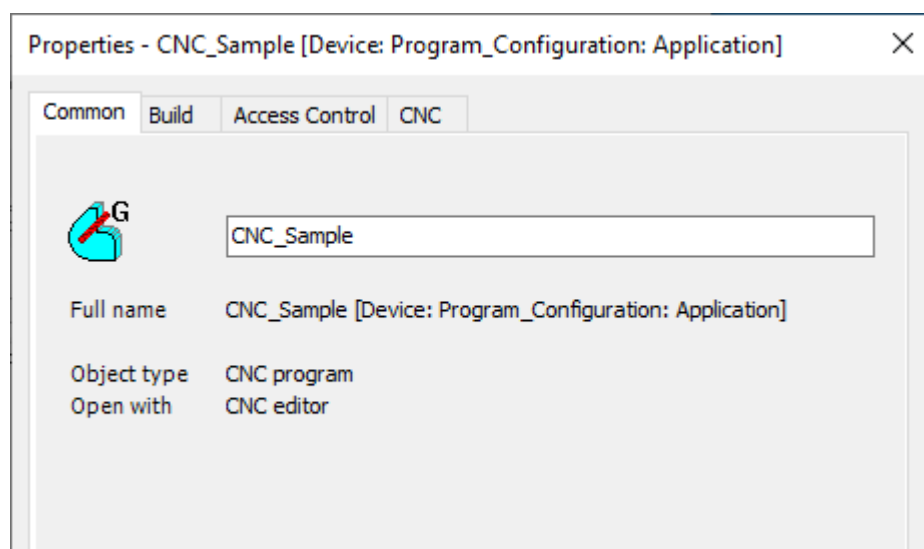 Properties - CNC_Sample [Device: Program_Configuration: Application]
Common Build Access Control CNC
G
CNC_Sample
Full name CNC_Sample [Device: Program_Configuration: Application]
Object type CNC program
Open with CNC editor